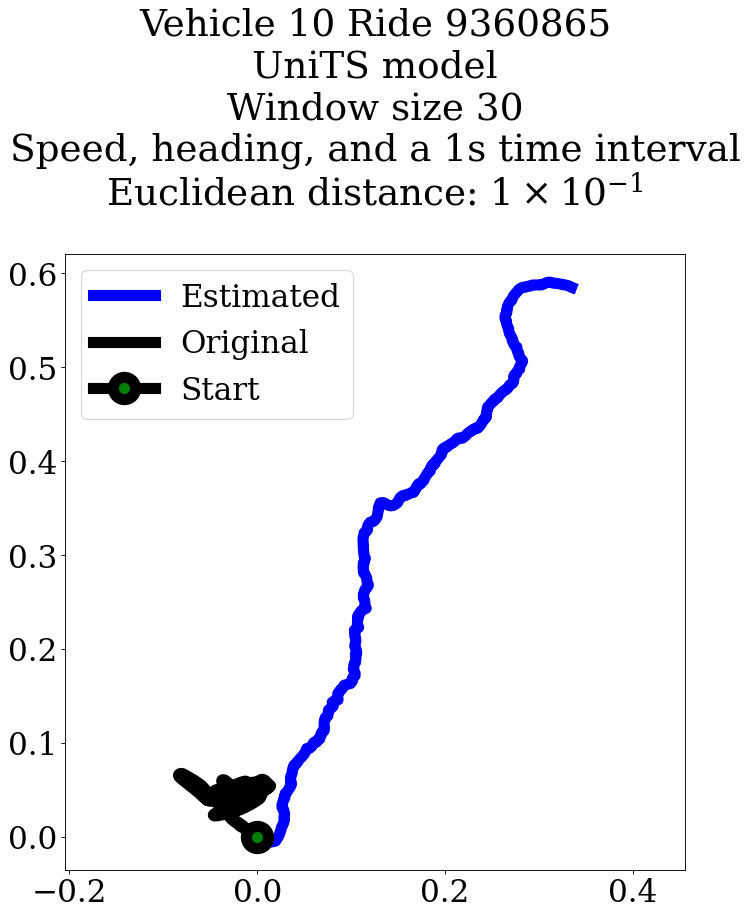 Vehicle 10 Ride 9360865
UniTS model
Window size 30
Speed, heading, and a 1s time interval
Euclidean distance: 1 × 10⁻¹
Estimated
Original
Start
0.6
0.5
0.4
0.3
0.2
0.1
0.0
−0.2 0.0 0.2 0.4